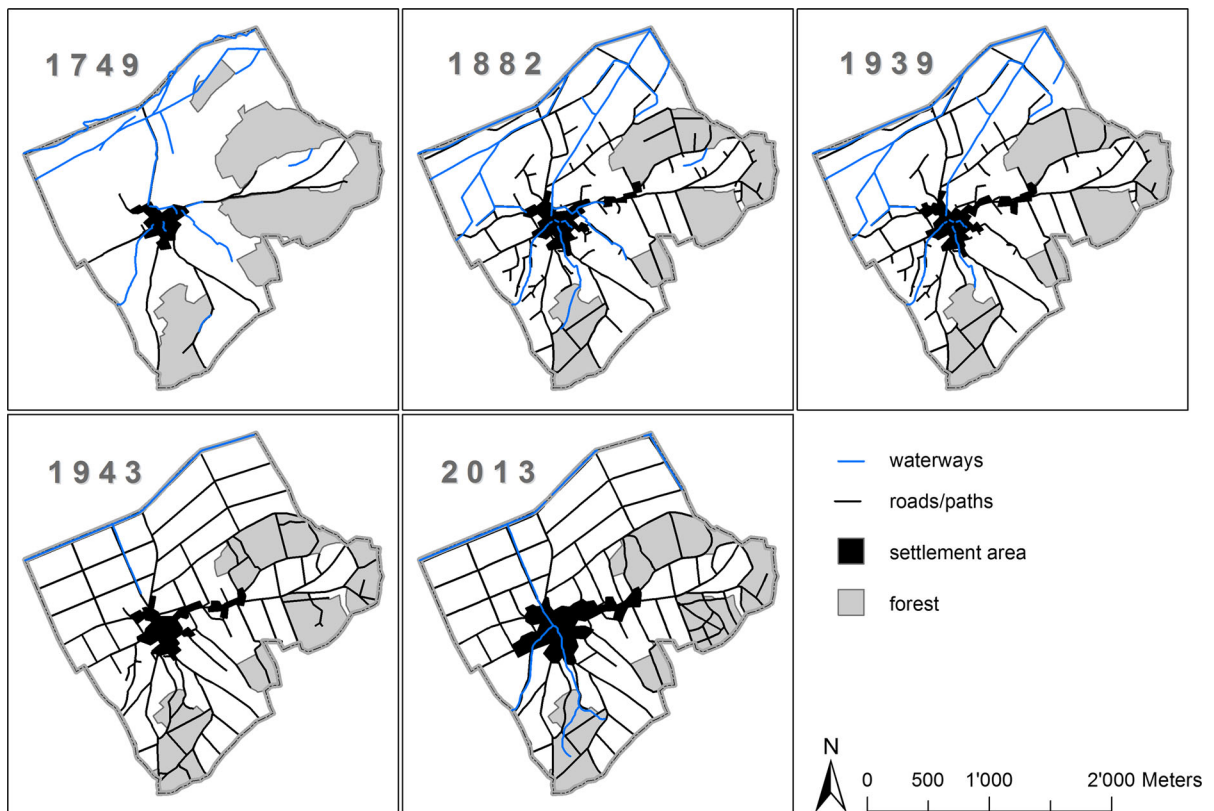 1749
1882
1939
1943
2013
waterways
roads/paths
settlement area
forest
N
0 500 1'000 2'000 Meters